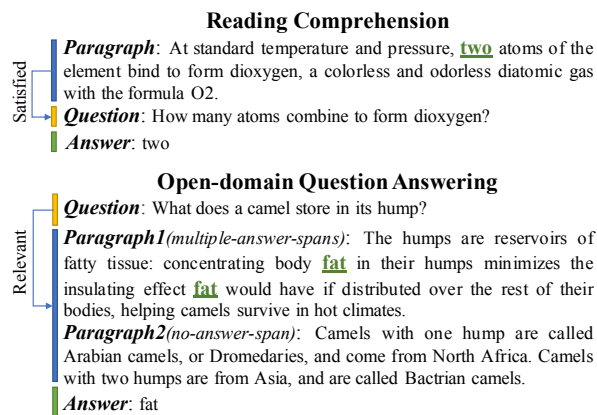 Reading Comprehension
Paragraph: At standard temperature and pressure, two atoms of the
element bind to form dioxygen, a colorless and odorless diatomic gas
with the formula O2.
Satisfied
Question: How many atoms combine to form dioxygen?
Answer: two
Open-domain Question Answering
Question: What does a camel store in its hump?
Relevant
Paragraph1(multiple-answer-spans): The humps are reservoirs of
fatty tissue: concentrating body fat in their humps minimizes the
insulating effect fat would have if distributed over the rest of their
bodies, helping camels survive in hot climates.
Paragraph2(no-answer-span): Camels with one hump are called
Arabian camels, or Dromedaries, and come from North Africa. Camels
with two humps are from Asia, and are called Bactrian camels.
Answer: fat